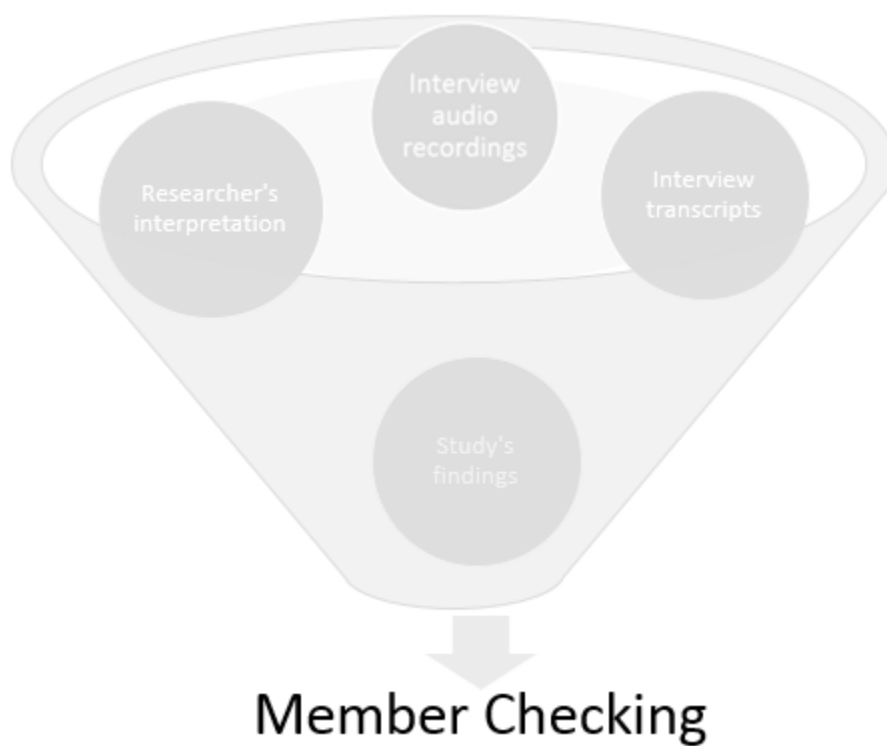 Interview
audio
recordings
Researcher's
interpretation
Interview
transcripts
Study's
findings
Member Checking